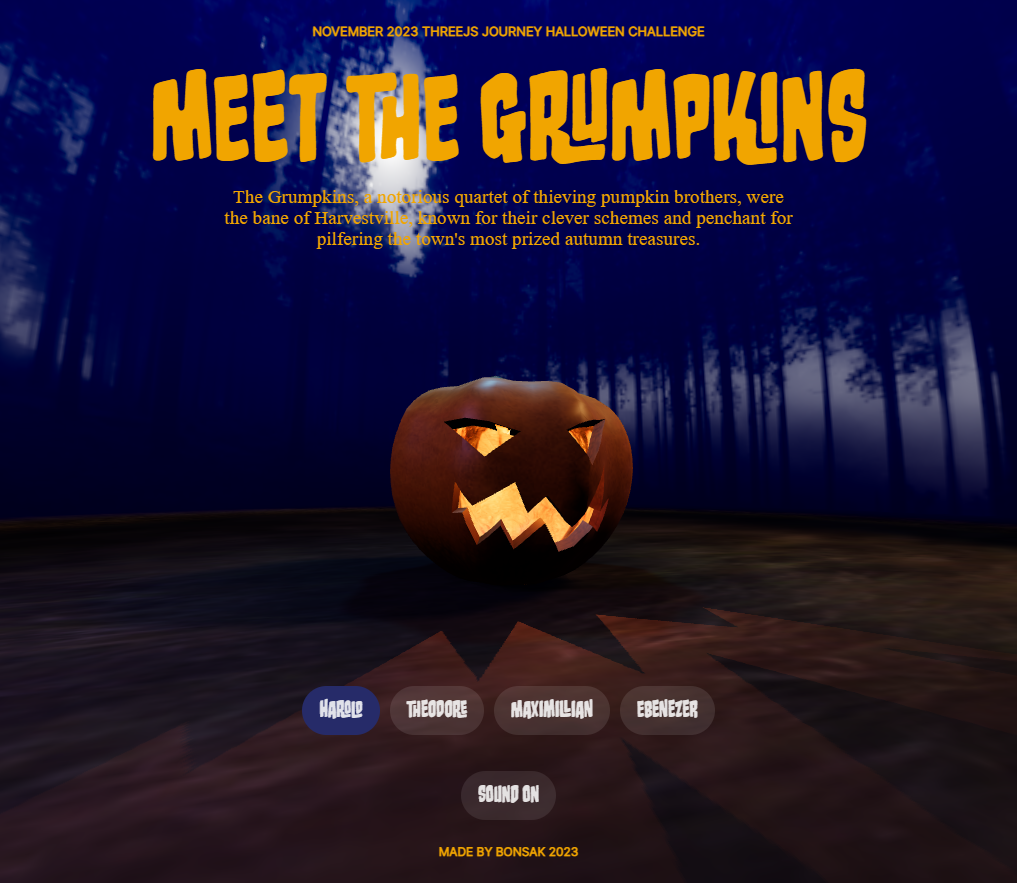 NOVEMBER 2023 THREEJS JOURNEY HALLOWEEN CHALLENGE
MEET THE GRUMPKINS
The Grumpkins, a notorious quartet of thieving pumpkin brothers, were
the bane of Harvestville, known for their clever schemes and penchant for
pilfering the town's most prized autumn treasures.
HAROLD THEODORE MAXIMILLIAN EBENEZER
SOUND ON
MADE BY BONSAK 2023